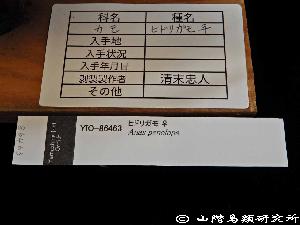 科名 種名
カモ ヒドリガモ ♀
入手地
入手状況
入手年月日
剥製製作者 清末忠人
その他
YIO-86463 ヒドリガモ ♀
Anas penelope
86463
© 山階鳥類研究所